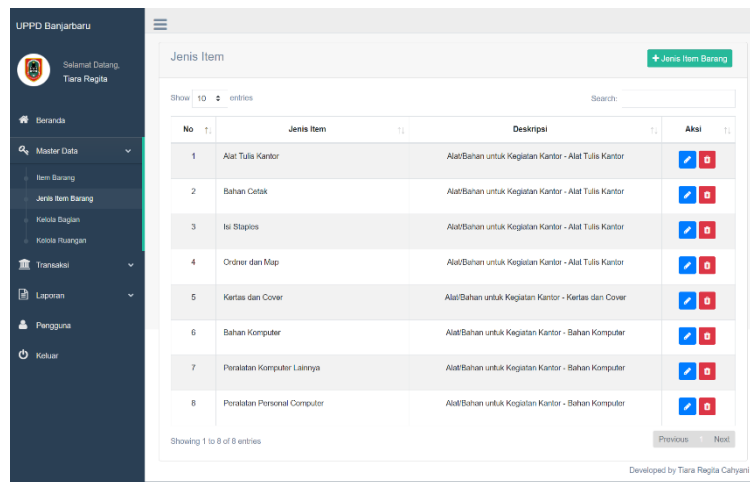 UPPD Banjarbaru
Selamat Datang,
Tiara Regita
Beranda
Master Data
Item Barang
Jenis Item Barang
Kelola Bagian
Kelola Ruangan
Transaksi
Laporan
Pengguna
Keluar
Jenis Item
+ Jenis Item Barang
Show 10 entries
Search:
No Jenis Item Deskripsi Aksi
1 Alat Tulis Kantor Alat/Bahan untuk Kegiatan Kantor - Alat Tulis Kantor
2 Bahan Cetak Alat/Bahan untuk Kegiatan Kantor - Alat Tulis Kantor
3 Isi Staples Alat/Bahan untuk Kegiatan Kantor - Alat Tulis Kantor
4 Ordner dan Map Alat/Bahan untuk Kegiatan Kantor - Alat Tulis Kantor
5 Kertas dan Cover Alat/Bahan untuk Kegiatan Kantor - Kertas dan Cover
6 Bahan Komputer Alat/Bahan untuk Kegiatan Kantor - Bahan Komputer
7 Peralatan Komputer Lainnya Alat/Bahan untuk Kegiatan Kantor - Bahan Komputer
8 Peralatan Personal Computer Alat/Bahan untuk Kegiatan Kantor - Bahan Komputer
Showing 1 to 8 of 8 entries
Previous 1 Next
Developed by Tiara Regita Cahyani